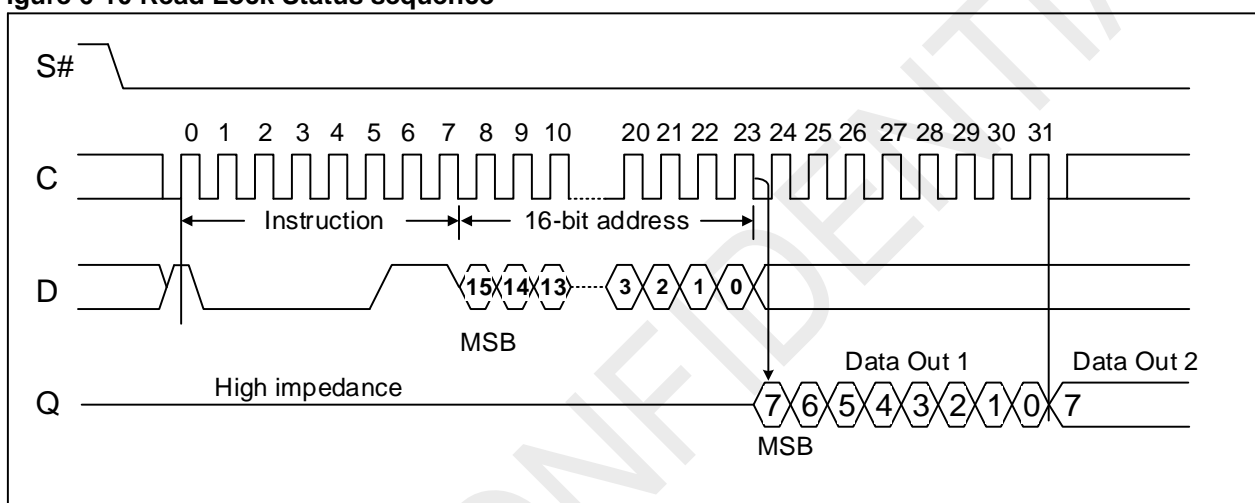 igure 6-10 Read Lock Status sequence
S#
0 1 2 3 4 5 6 7 8 9 10 20 21 22 23 24 25 26 27 28 29 30 31
C
Instruction 16-bit address
D 15 14 13 3 2 1 0
MSB
Data Out 1 Data Out 2
High impedance
Q 7 6 5 4 3 2 1 0 7
MSB
CONFIDENTIA